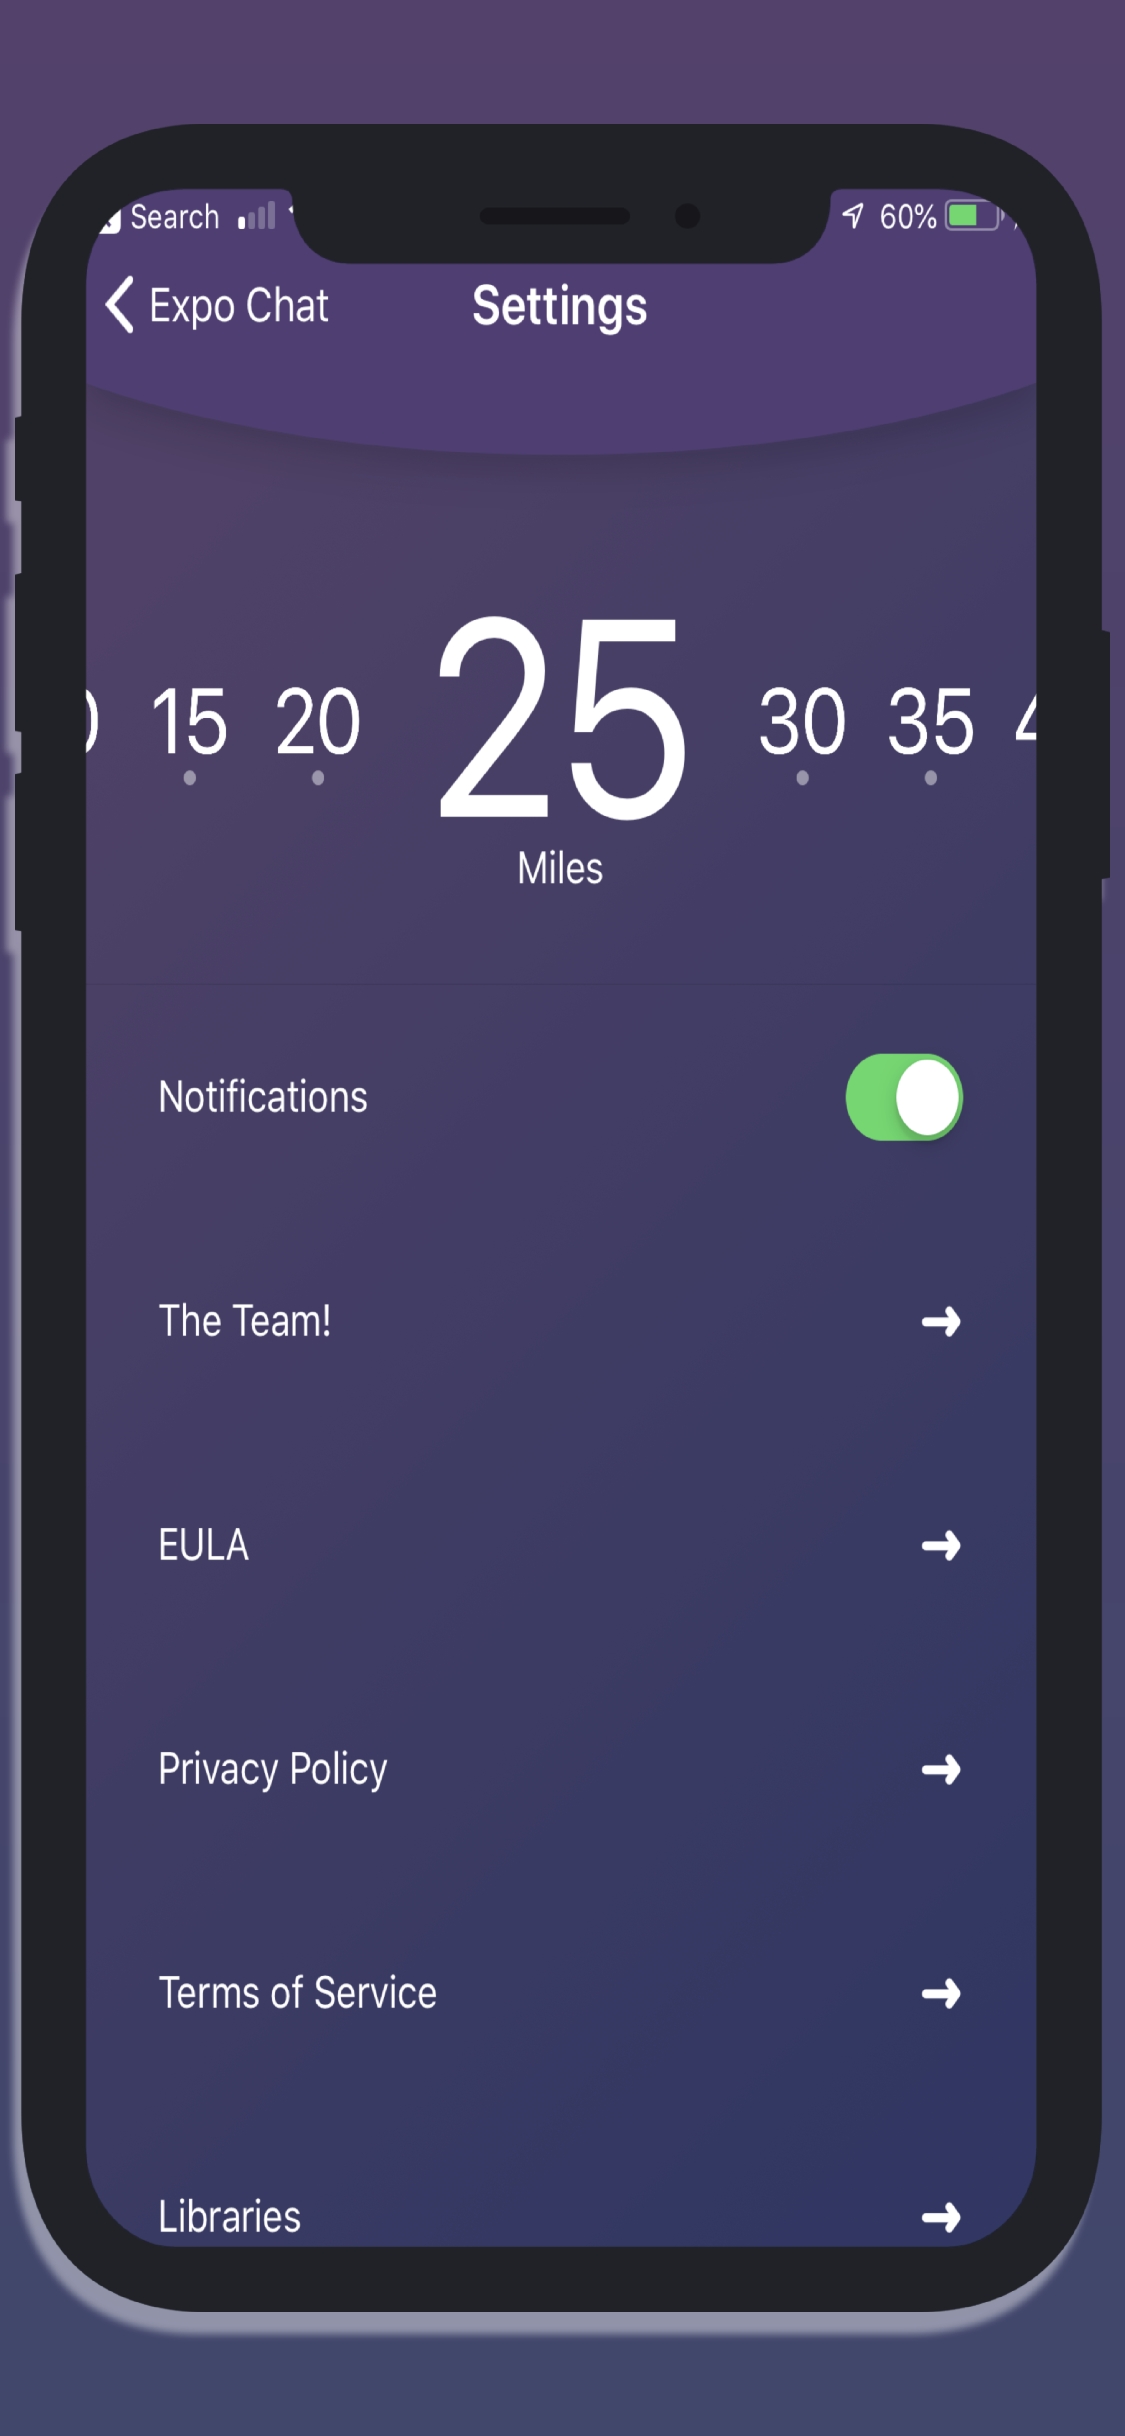 Search 60%
Expo Chat Settings
15 20 25 30 35
Miles
Notifications
The Team!
EULA
Privacy Policy
Terms of Service
Libraries